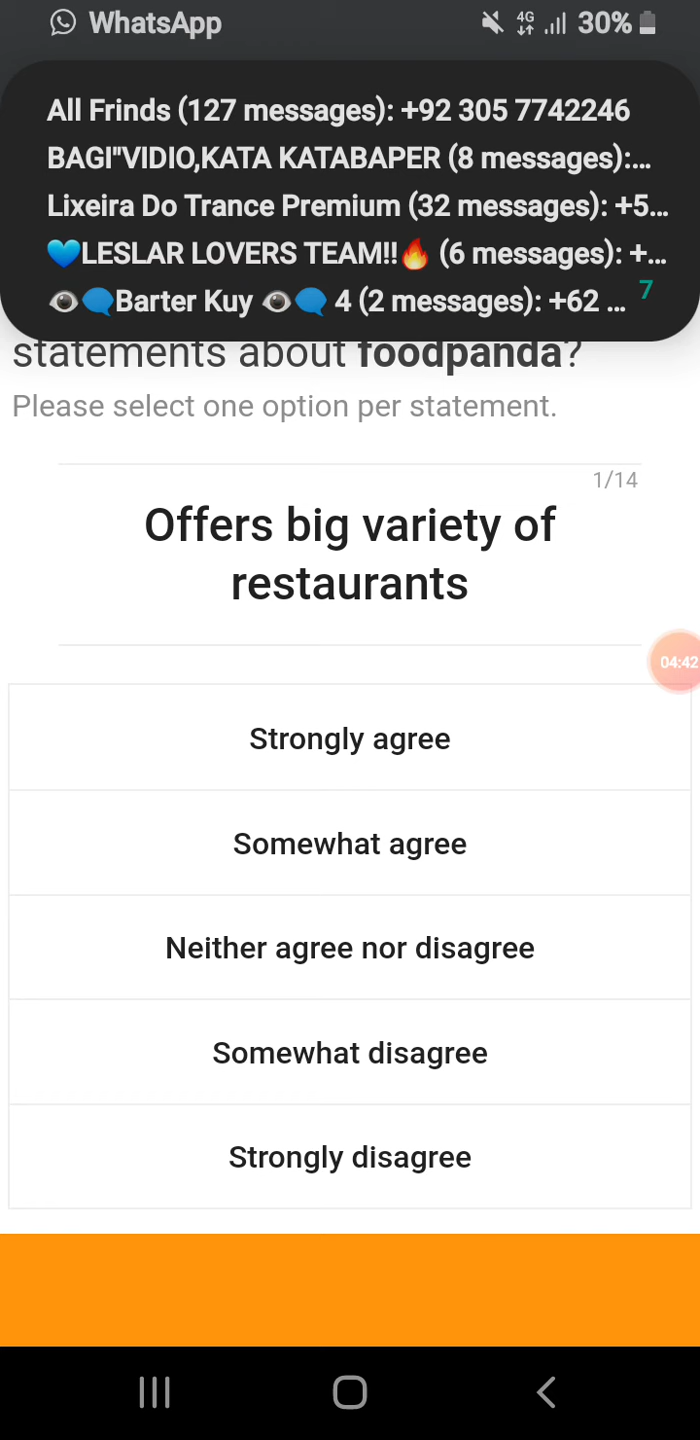 WhatsApp 4G 30%
All Frinds (127 messages): +92 305 7742246
BAGI"VIDIO,KATA KATABAPER (8 messages):...
Lixeira Do Trance Premium (32 messages): +5...
💙LESLAR LOVERS TEAM!!🔥 (6 messages): +...
👁️🗨️Barter Kuy 👁️🗨️ 4 (2 messages): +62 ... 7
statements about foodpanda?
Please select one option per statement.
1/14
Offers big variety of
restaurants
04:42
Strongly agree
Somewhat agree
Neither agree nor disagree
Somewhat disagree
Strongly disagree